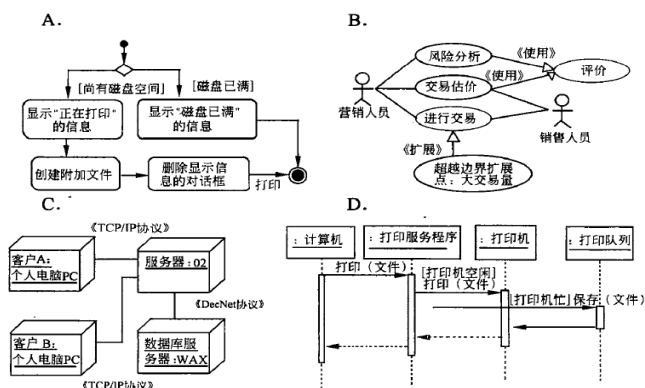 A.
[尚有磁盘空间]
[磁盘已满]
显示“正在打印”
的信息
显示“磁盘已满”
的信息
创建附加文件
删除显示信
息的对话框
打印
B.
风险分析
《使用》
评价
交易估价
《使用》
营销人员
进行交易
销售人员
《扩展》
超越边界扩展
点：大交易量
C.
《TCP/IP协议》
客户A:
个人电脑PC
服务器:02
《DecNet协议》
客户 B:
个人电脑PC
数据库服
务器:WAX
《TCP/IP协议》
D.
：计算机
：打印服务程序
：打印机
：打印队列
打印（文件）
[打印机空闲]
打印（文件）
[打印机忙]保存（文件）